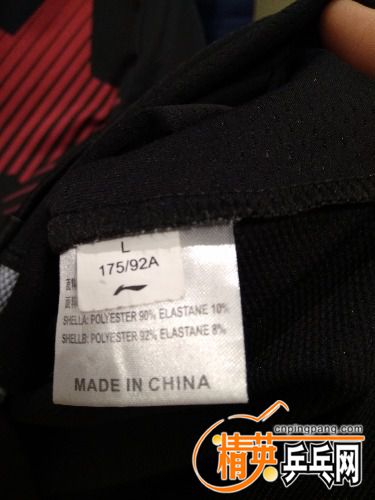 L
175/92A
SHELLA: POLYESTER 90% ELASTANE 10%
SHELLB: POLYESTER 92% ELASTANE 8%
MADE IN CHINA
cnpingpang.com
精英乒乓网